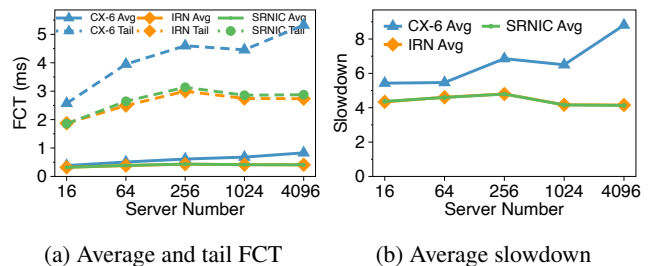 CX-6 Avg IRN Avg SRNIC Avg
CX-6 Tail IRN Tail SRNIC Tail
FCT (ms)
5
4
3
2
1
0
16 64 256 1024 4096
Server Number
(a) Average and tail FCT
CX-6 Avg SRNIC Avg
IRN Avg
Slowdown
8
6
4
2
0
16 64 256 1024 4096
Server Number
(b) Average slowdown